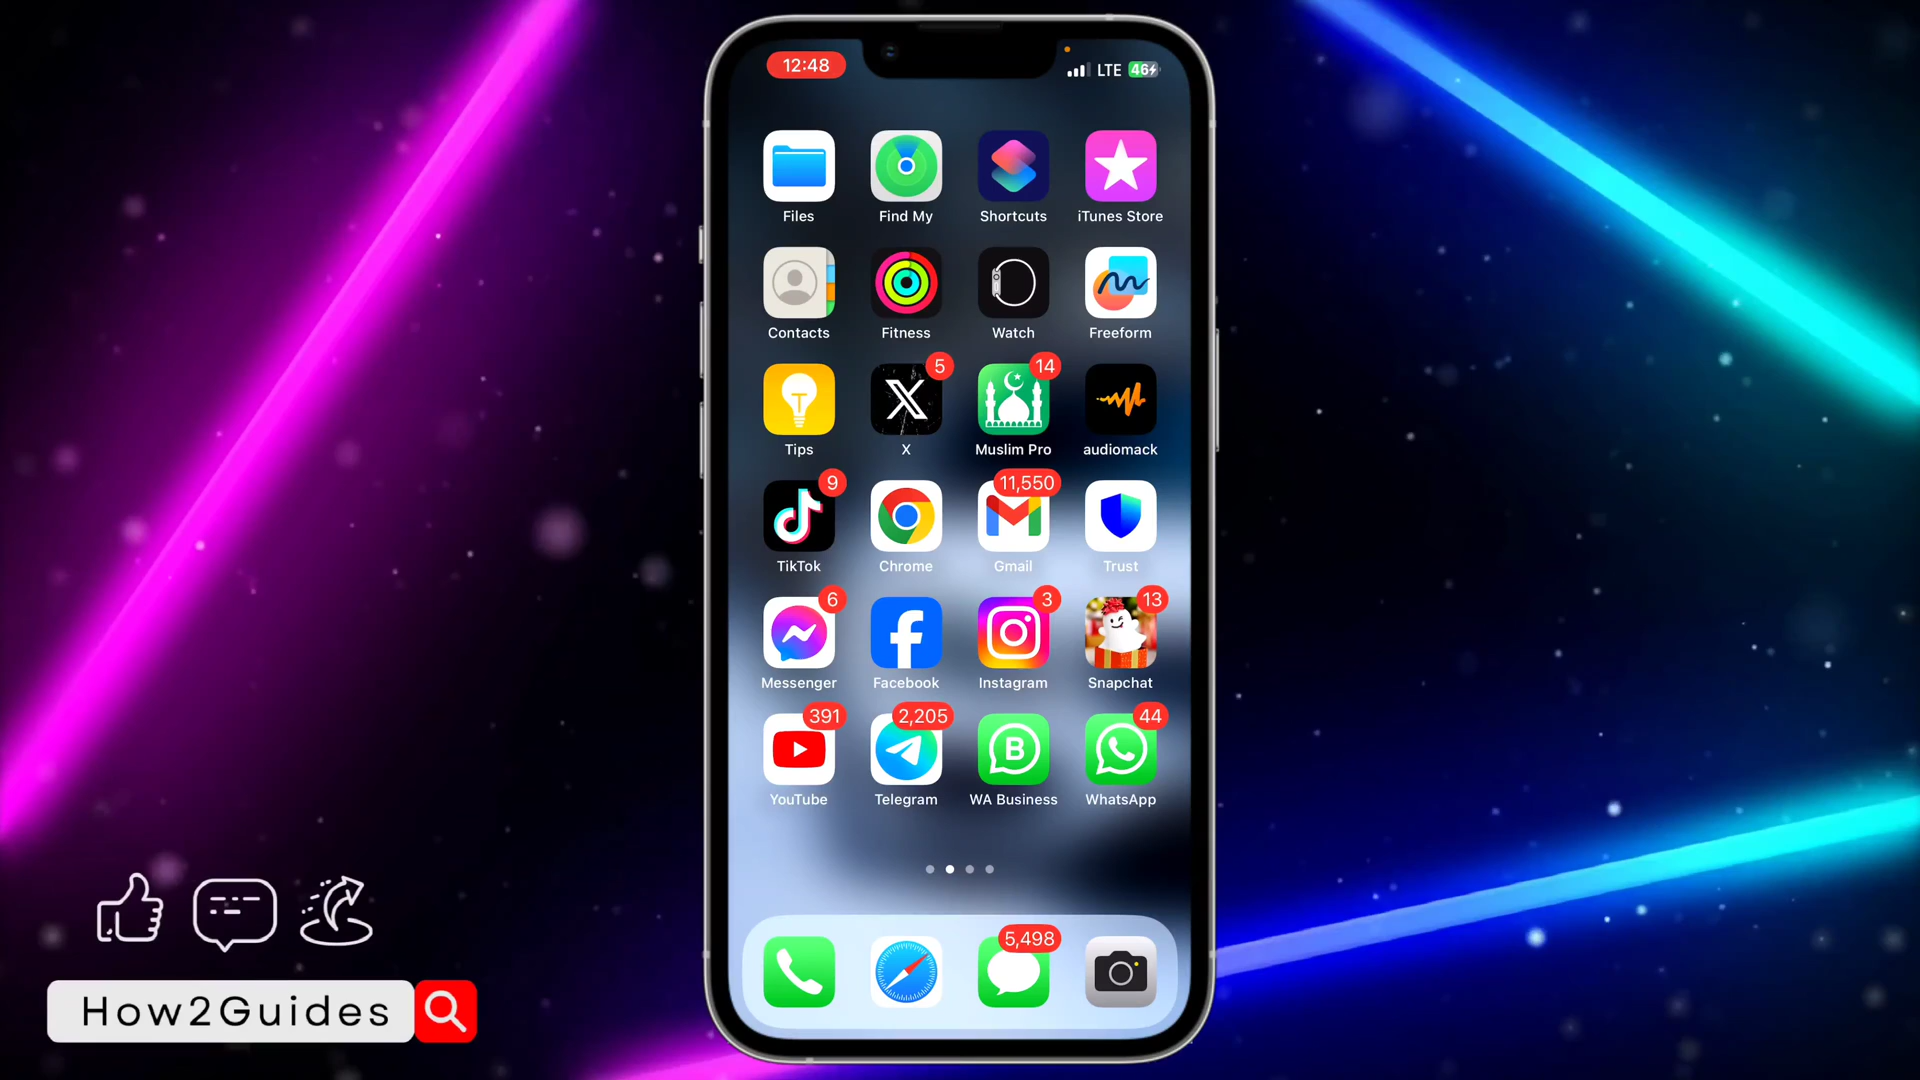 12:48 LTE 46
Files Find My Shortcuts iTunes Store
Contacts Fitness Watch Freeform
5 14
Tips X Muslim Pro audiomack
9 11,550
TikTok Chrome Gmail Trust
6 3 13
Messenger Facebook Instagram Snapchat
391 2,205 44
YouTube Telegram WA Business WhatsApp
5,498
How2Guides